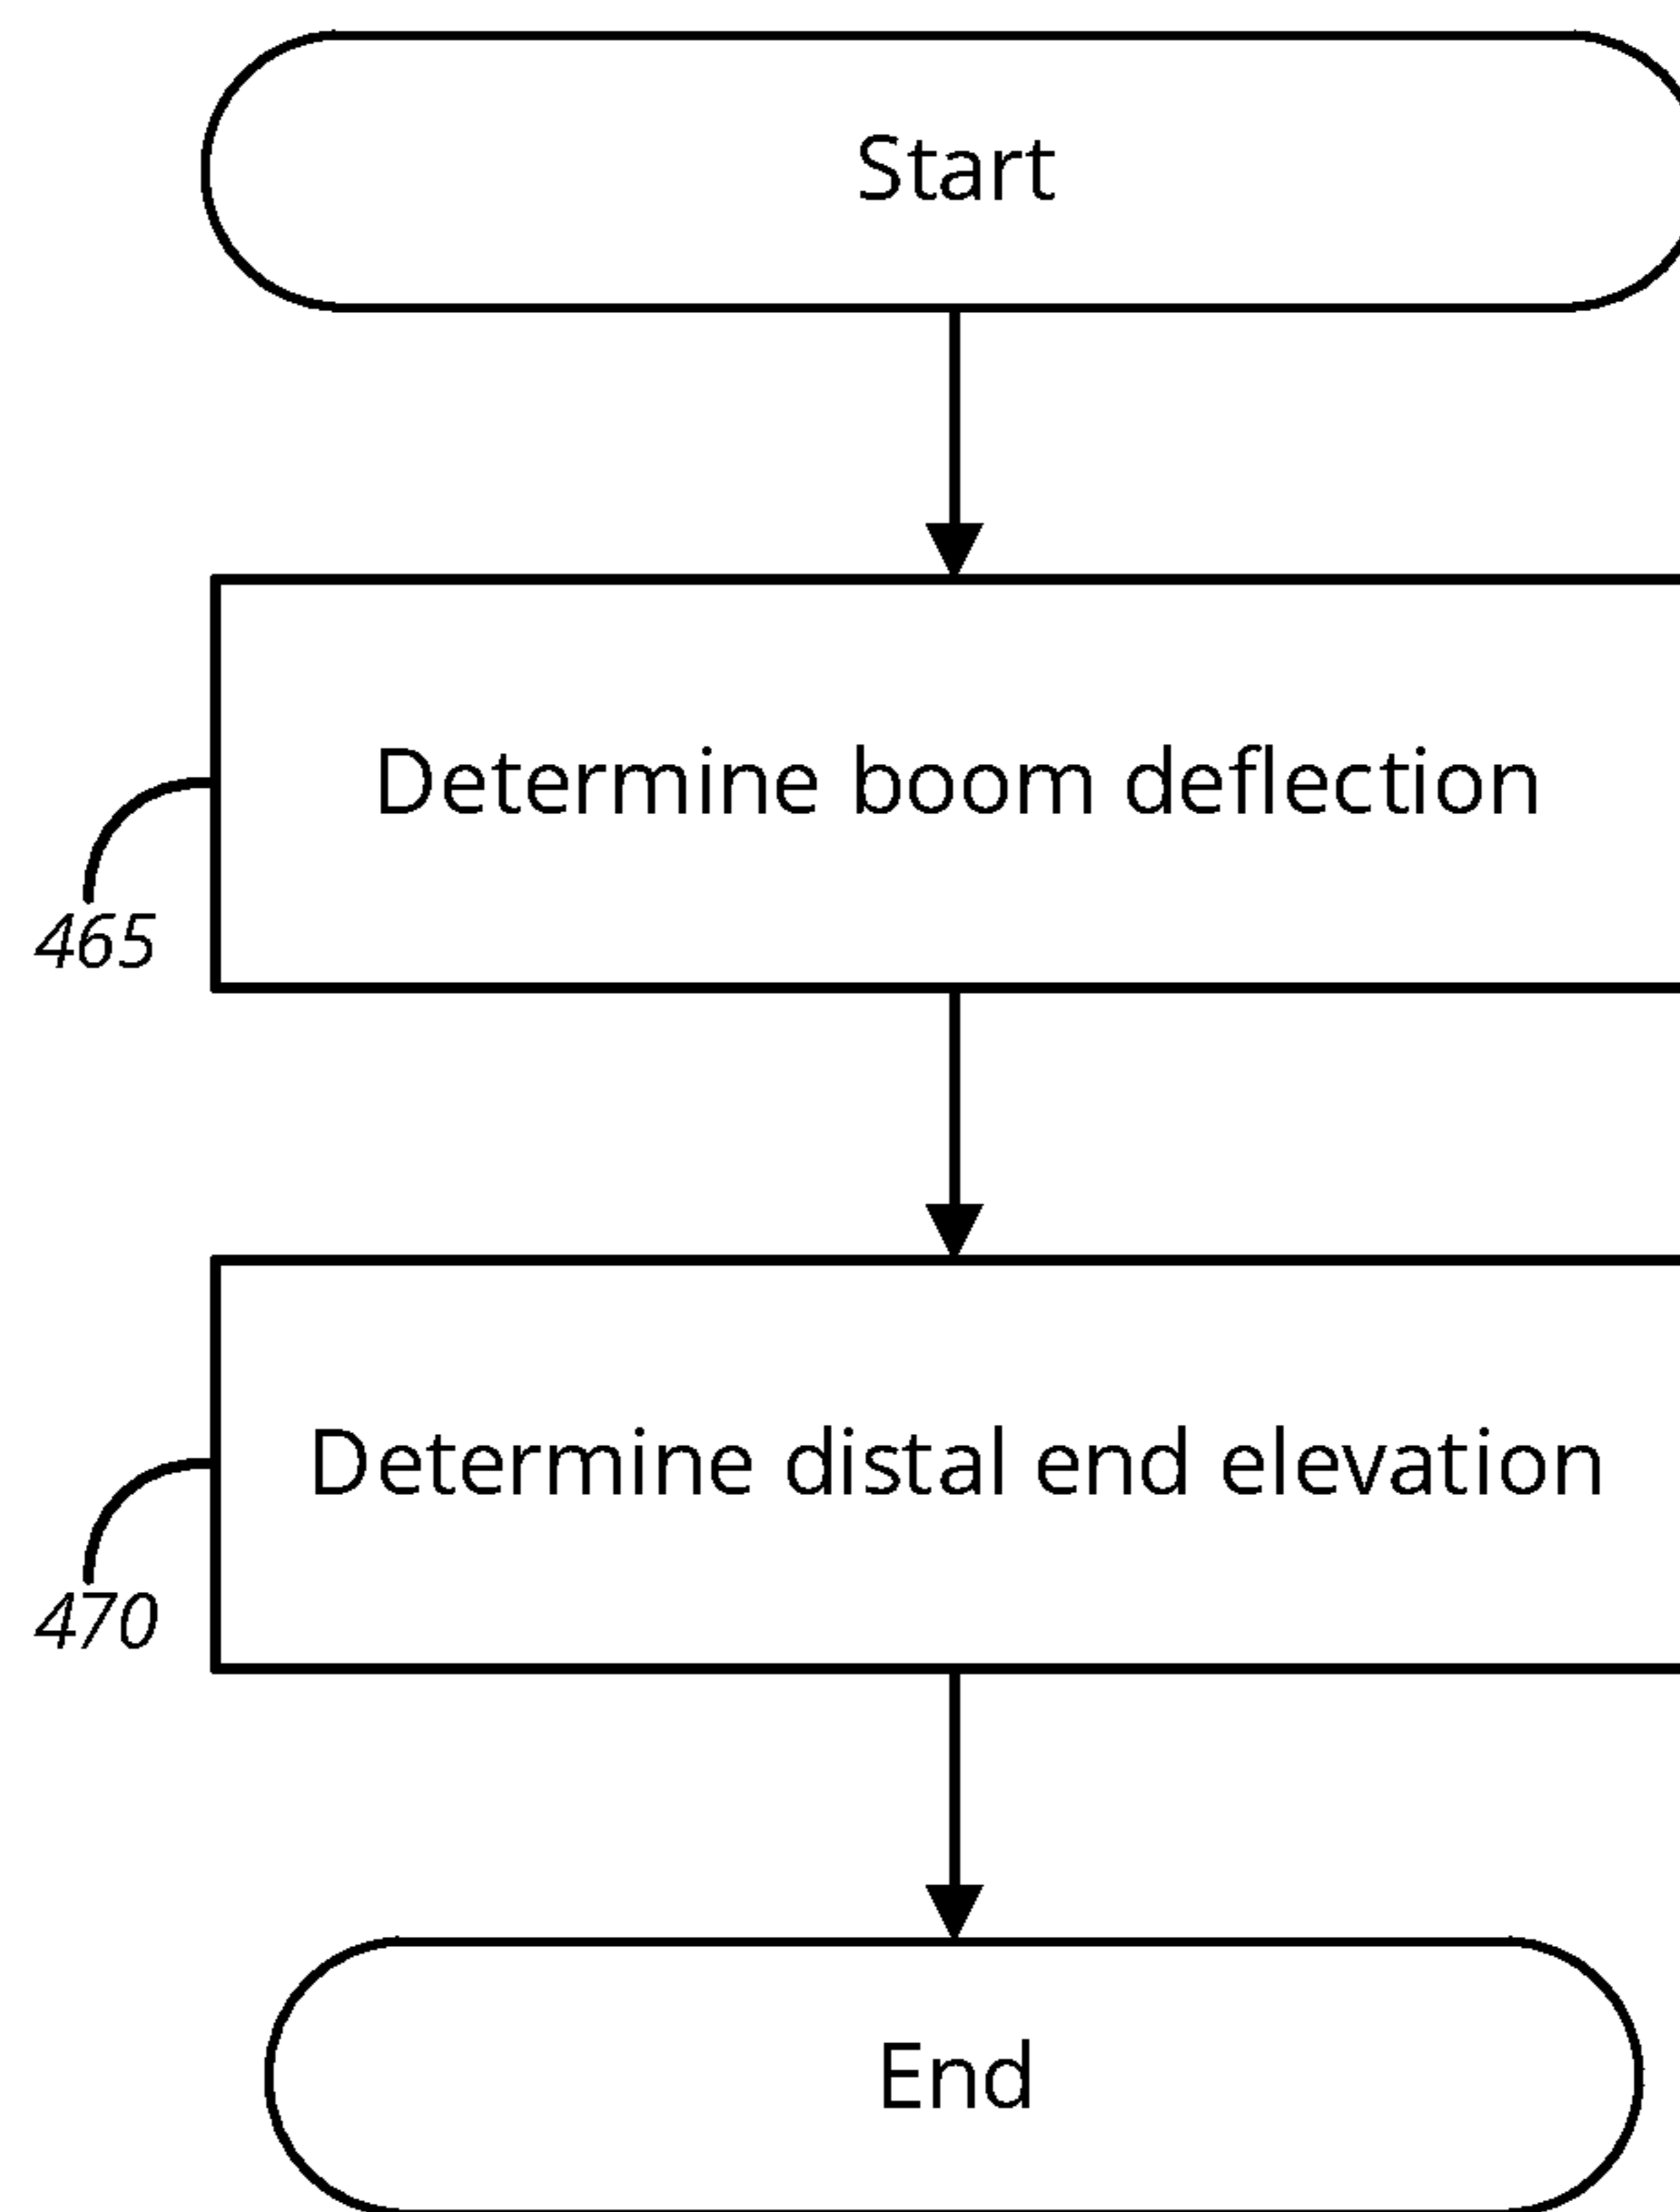 Start
Determine boom deflection
465
Determine distal end elevation
470
End